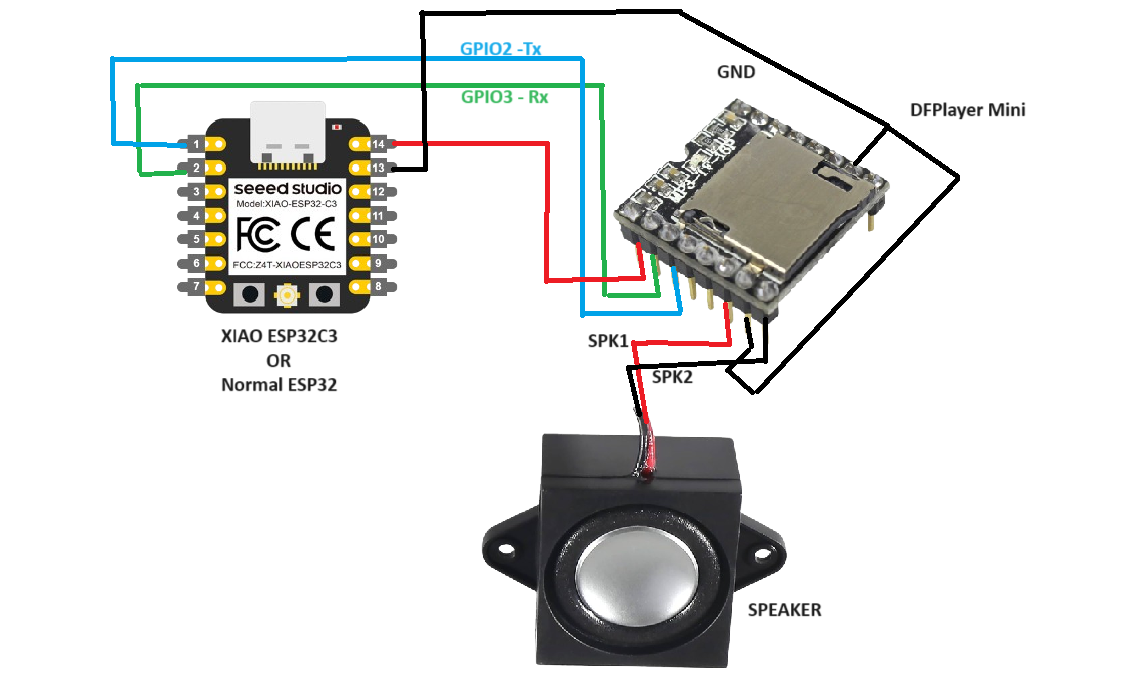 GPIO2 -Tx
GPIO3 - Rx
GND
DFPlayer Mini
1
2
3
4
5
6
7
14
13
12
11
10
9
8
seeed studio
Model:XIAO-ESP32-C3
FC CE
FCC:Z4T-XIAOESP32C3
XIAO ESP32C3
OR
Normal ESP32
SPK1
SPK2
SPEAKER